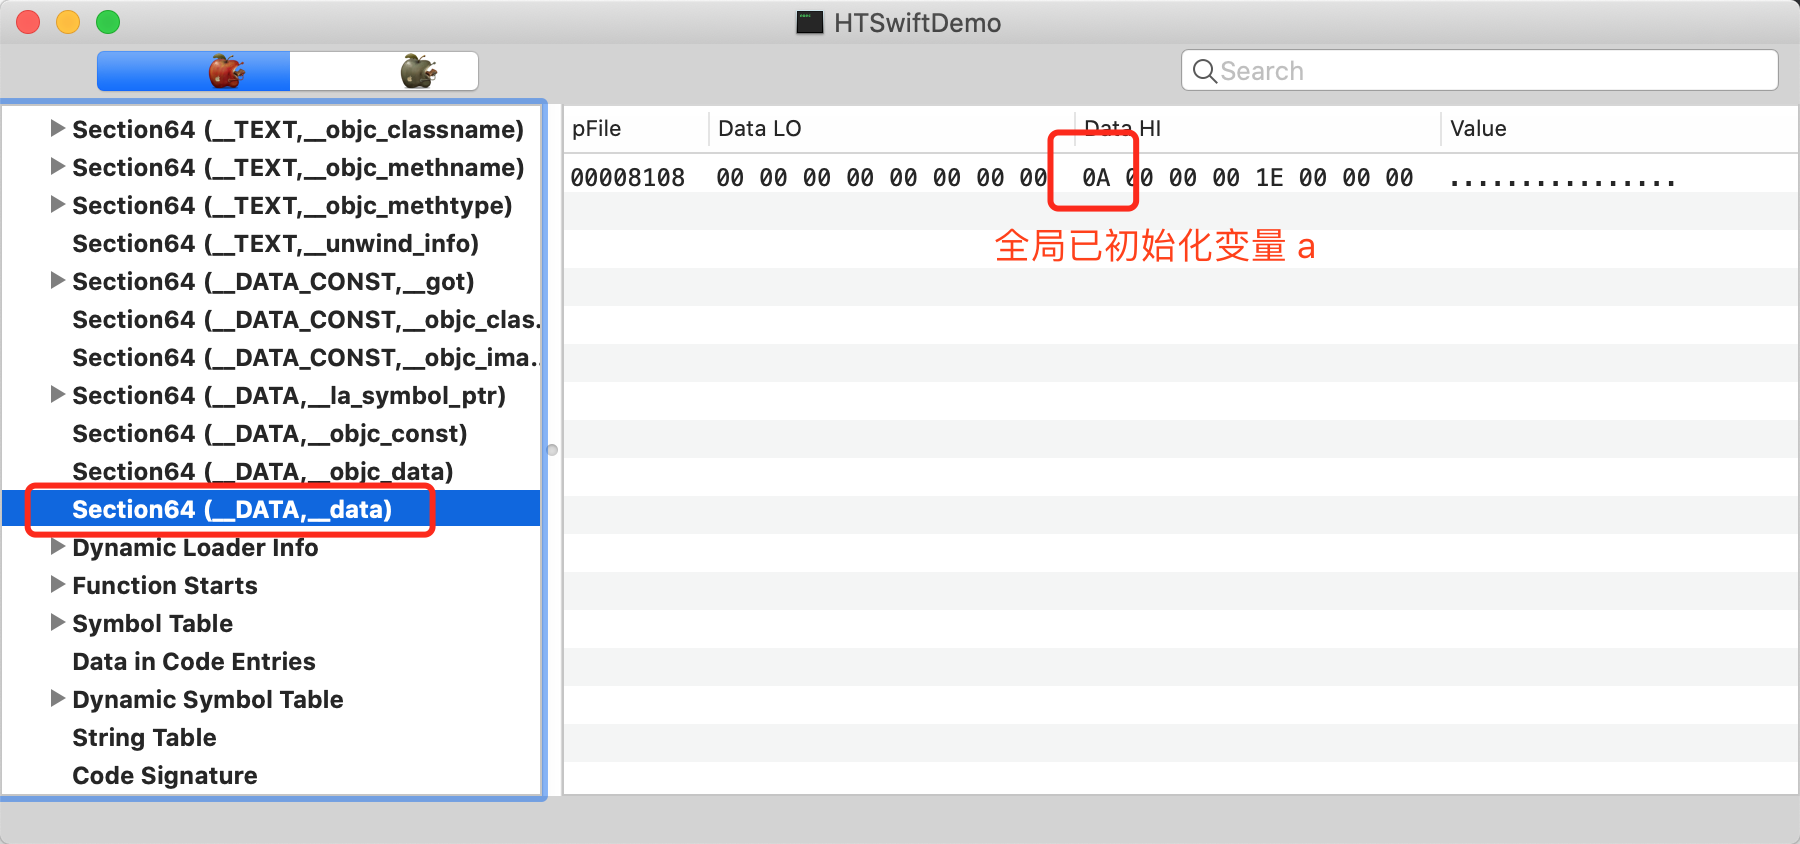 HTSwiftDemo
Search
Section64 (__TEXT,__objc_classname)
Section64 (__TEXT,__objc_methname)
Section64 (__TEXT,__objc_methtype)
Section64 (__TEXT,__unwind_info)
Section64 (__DATA_CONST,__got)
Section64 (__DATA_CONST,__objc_clas..
Section64 (__DATA_CONST,__objc_ima..
Section64 (__DATA,__la_symbol_ptr)
Section64 (__DATA,__objc_const)
Section64 (__DATA,__objc_data)
Section64 (__DATA,__data)
Dynamic Loader Info
Function Starts
Symbol Table
Data in Code Entries
Dynamic Symbol Table
String Table
Code Signature
pFile Data LO Data HI Value
00008108 00 00 00 00 00 00 00 00 0A 00 00 00 1E 00 00 00 ................
全局已初始化变量 a